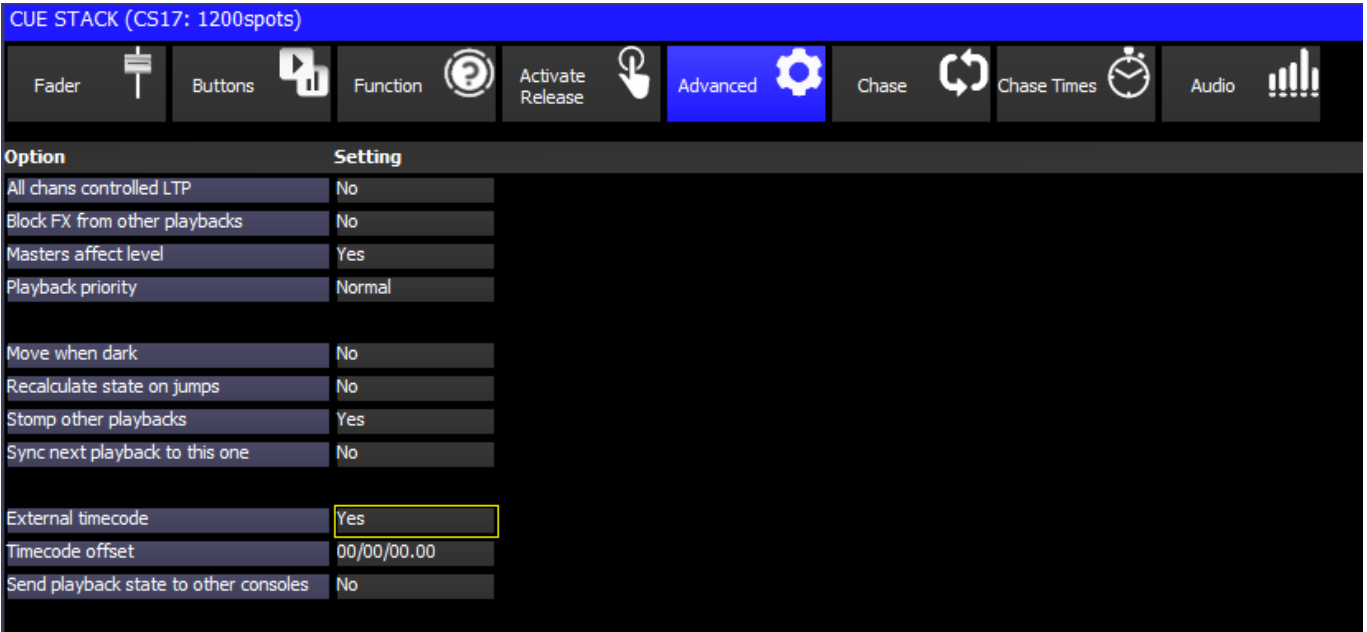 CUE STACK (CS17: 1200spots)
Fader Buttons Function Activate Release Advanced Chase Chase Times Audio
Option Setting
All chans controlled LTP No
Block FX from other playbacks No
Masters affect level Yes
Playback priority Normal
Move when dark No
Recalculate state on jumps No
Stomp other playbacks Yes
Sync next playback to this one No
External timecode Yes
Timecode offset 00/00/00.00
Send playback state to other consoles No